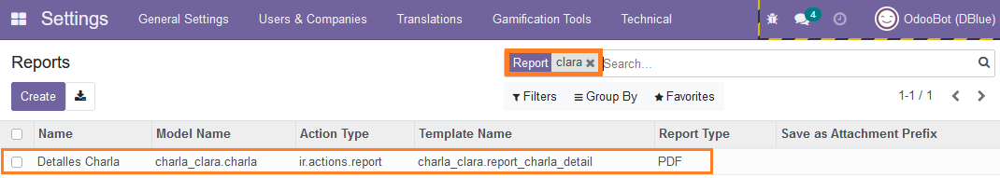 Settings General Settings Users & Companies Translations Gamification Tools Technical 4 OdooBot (DBlue)
Reports Report clara Search...
Create Filters Group By Favorites 1-1 / 1
Name Model Name Action Type Template Name Report Type Save as Attachment Prefix
Detalles Charla charla_clara.charla ir.actions.report charla_clara.report_charla_detail PDF